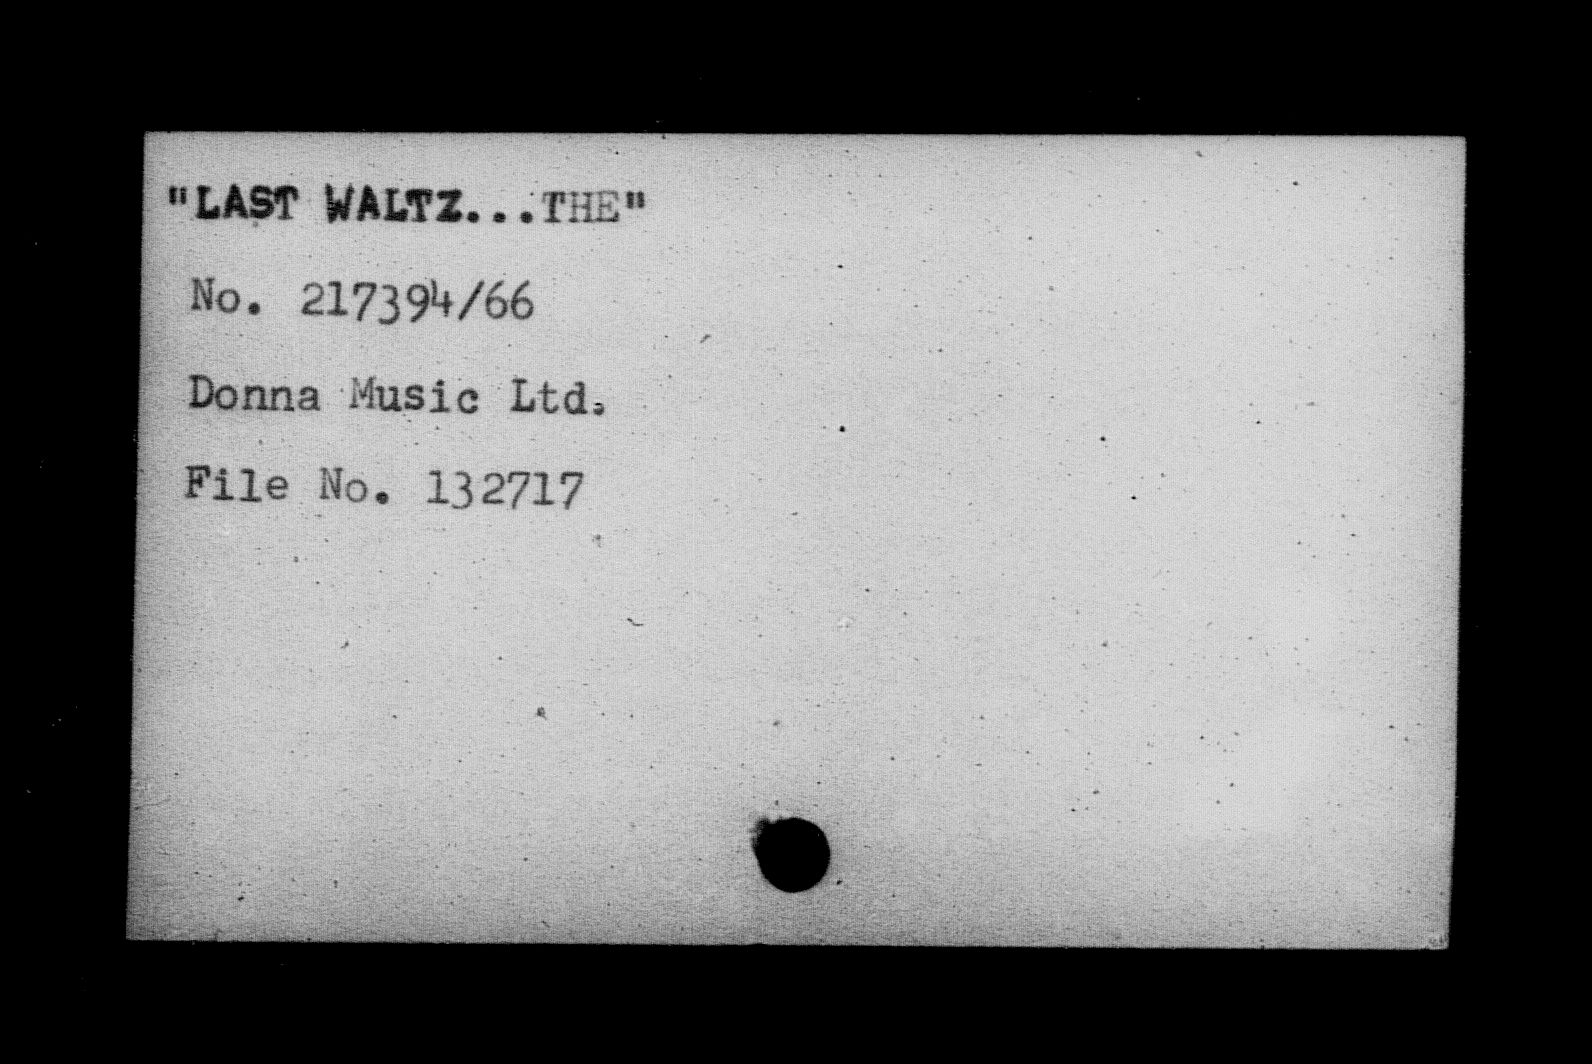 "LAST WALTZ...THE"
No. 217394/66
Donna Music Ltd.
File No. 132717